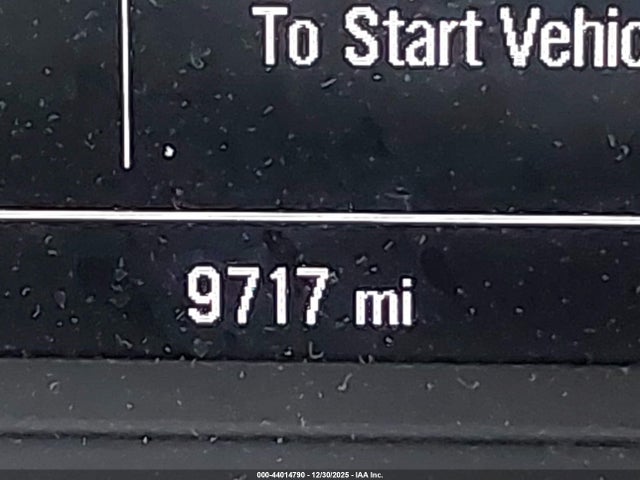 To Start Vehic
9717 mi
000-44014790 - 12/30/2025 - IAA Inc.